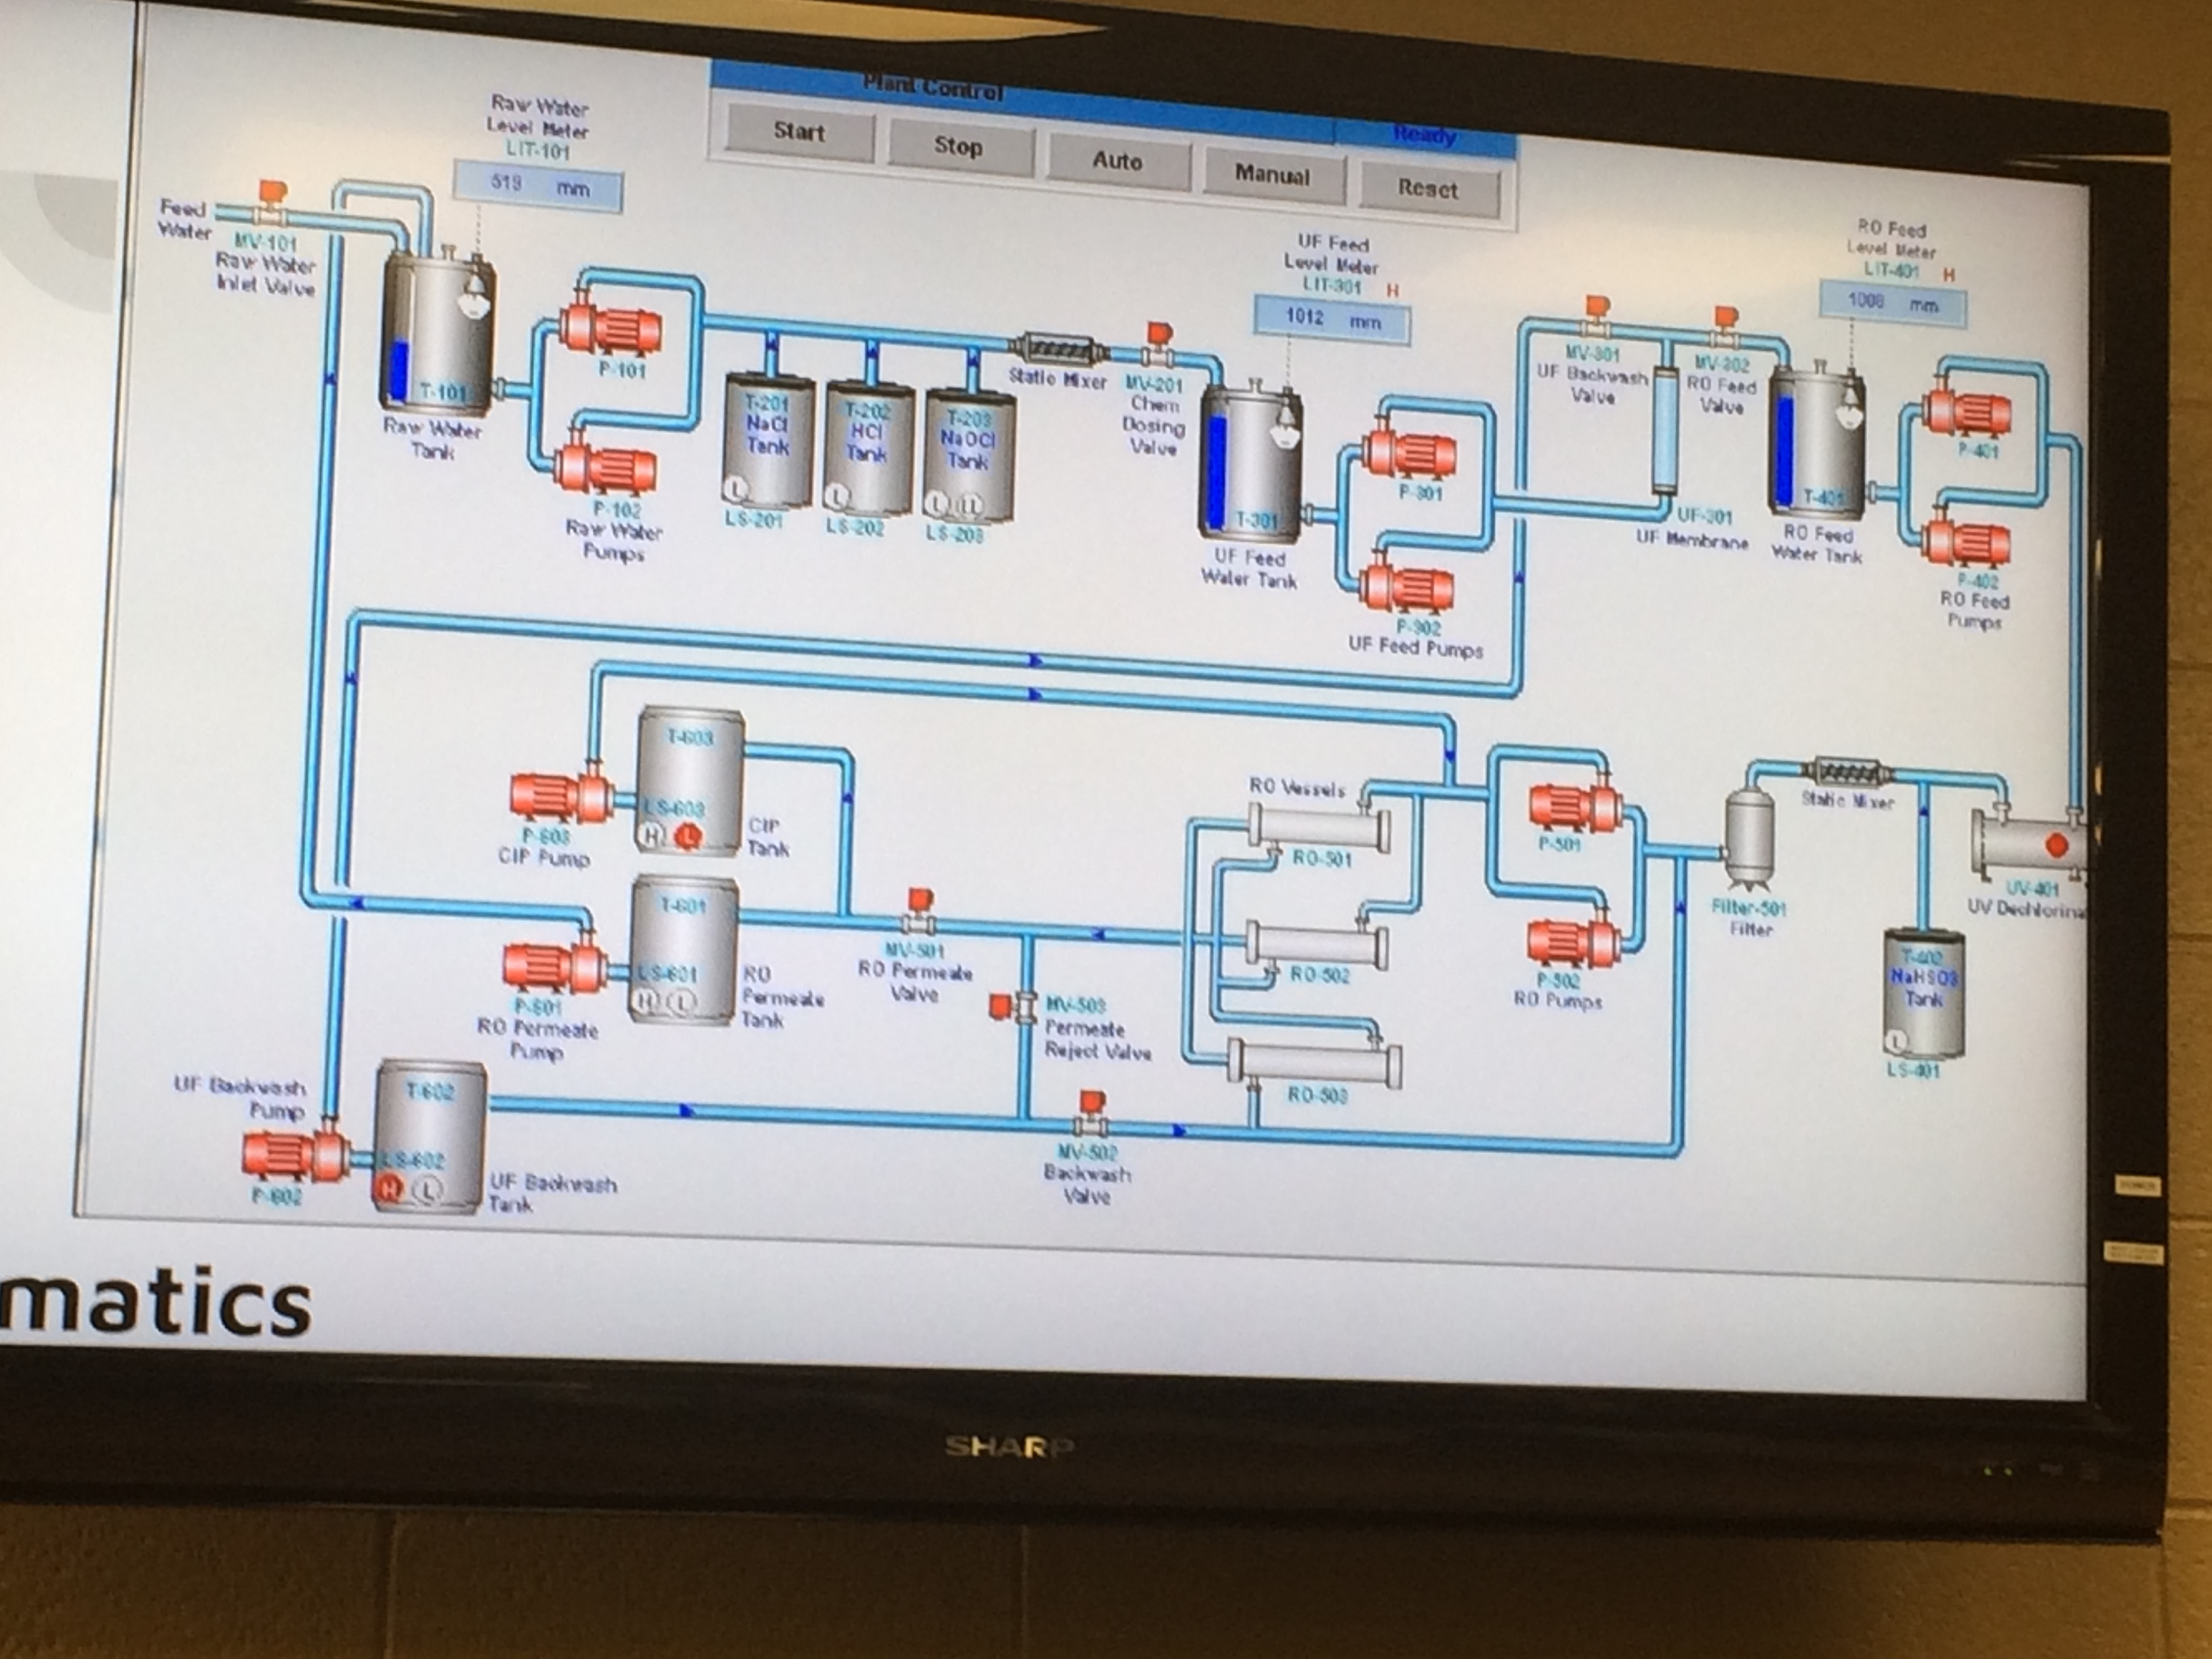 Plant Control
Ready
Start
Stop
Auto
Manual
Reset
Raw Water
Level Meter
LIT-101
519 mm
Feed
Water
MV-101
Raw Water
Inlet Valve
T-101
Raw Water
Tank
P-101
P-102
Raw Water
Pumps
T-201
NaCl
Tank
L
LS-201
T-202
HCl
Tank
L
LS-202
T-203
NaOCl
Tank
L
LS-203
Static Mixer
MV-201
Chem
Dosing
Valve
UF Feed
Level Meter
LIT-301 H
1012 mm
T-301
UF Feed
Water Tank
P-301
P-302
UF Feed Pumps
MV-301
UF Backwash
Valve
MV-302
RO Feed
Valve
UF-301
UF Membrane
RO Feed
Level Meter
LIT-401 H
1008 mm
T-401
RO Feed
Water Tank
P-401
P-402
RO Feed
Pumps
T-603
LS-603
H L
CIP
Tank
P-603
CIP Pump
T-601
LS-601
H L
RO
Permeate
Tank
P-601
RO Permeate
Pump
MV-501
RO Permeate
Valve
MV-503
Permeate
Reject Valve
RO Vessels
RO-501
RO-502
RO-503
P-501
P-502
RO Pumps
Filter-501
Filter
Static Mixer
UV-401
UV Dechlorina
T-402
NaHSO3
Tank
L
LS-401
UF Backwash
Pump
P-602
T-602
LS-602
H L
UF Backwash
Tank
MV-502
Backwash
Valve
matics
SHARP